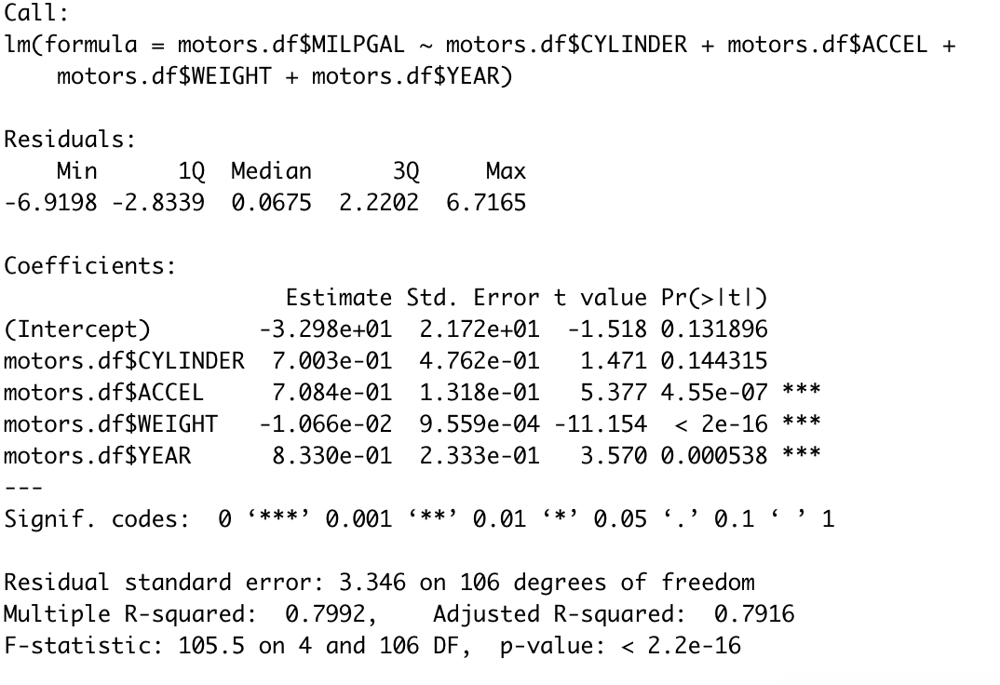 Call:
lm(formula = motors.df$MILPGAL ~ motors.df$CYLINDER + motors.df$ACCEL +
    motors.df$WEIGHT + motors.df$YEAR)

Residuals:
    Min      1Q  Median      3Q     Max
-6.9198 -2.8339  0.0675  2.2202  6.7165

Coefficients:
                     Estimate Std. Error t value Pr(>|t|)
(Intercept)        -3.298e+01  2.172e+01  -1.518 0.131896
motors.df$CYLINDER  7.003e-01  4.762e-01   1.471 0.144315
motors.df$ACCEL     7.084e-01  1.318e-01   5.377 4.55e-07 ***
motors.df$WEIGHT   -1.066e-02  9.559e-04 -11.154  < 2e-16 ***
motors.df$YEAR      8.330e-01  2.333e-01   3.570 0.000538 ***
---
Signif. codes:  0 ‘***’ 0.001 ‘**’ 0.01 ‘*’ 0.05 ‘.’ 0.1 ‘ ’ 1

Residual standard error: 3.346 on 106 degrees of freedom
Multiple R-squared:  0.7992,    Adjusted R-squared:  0.7916
F-statistic: 105.5 on 4 and 106 DF,  p-value: < 2.2e-16